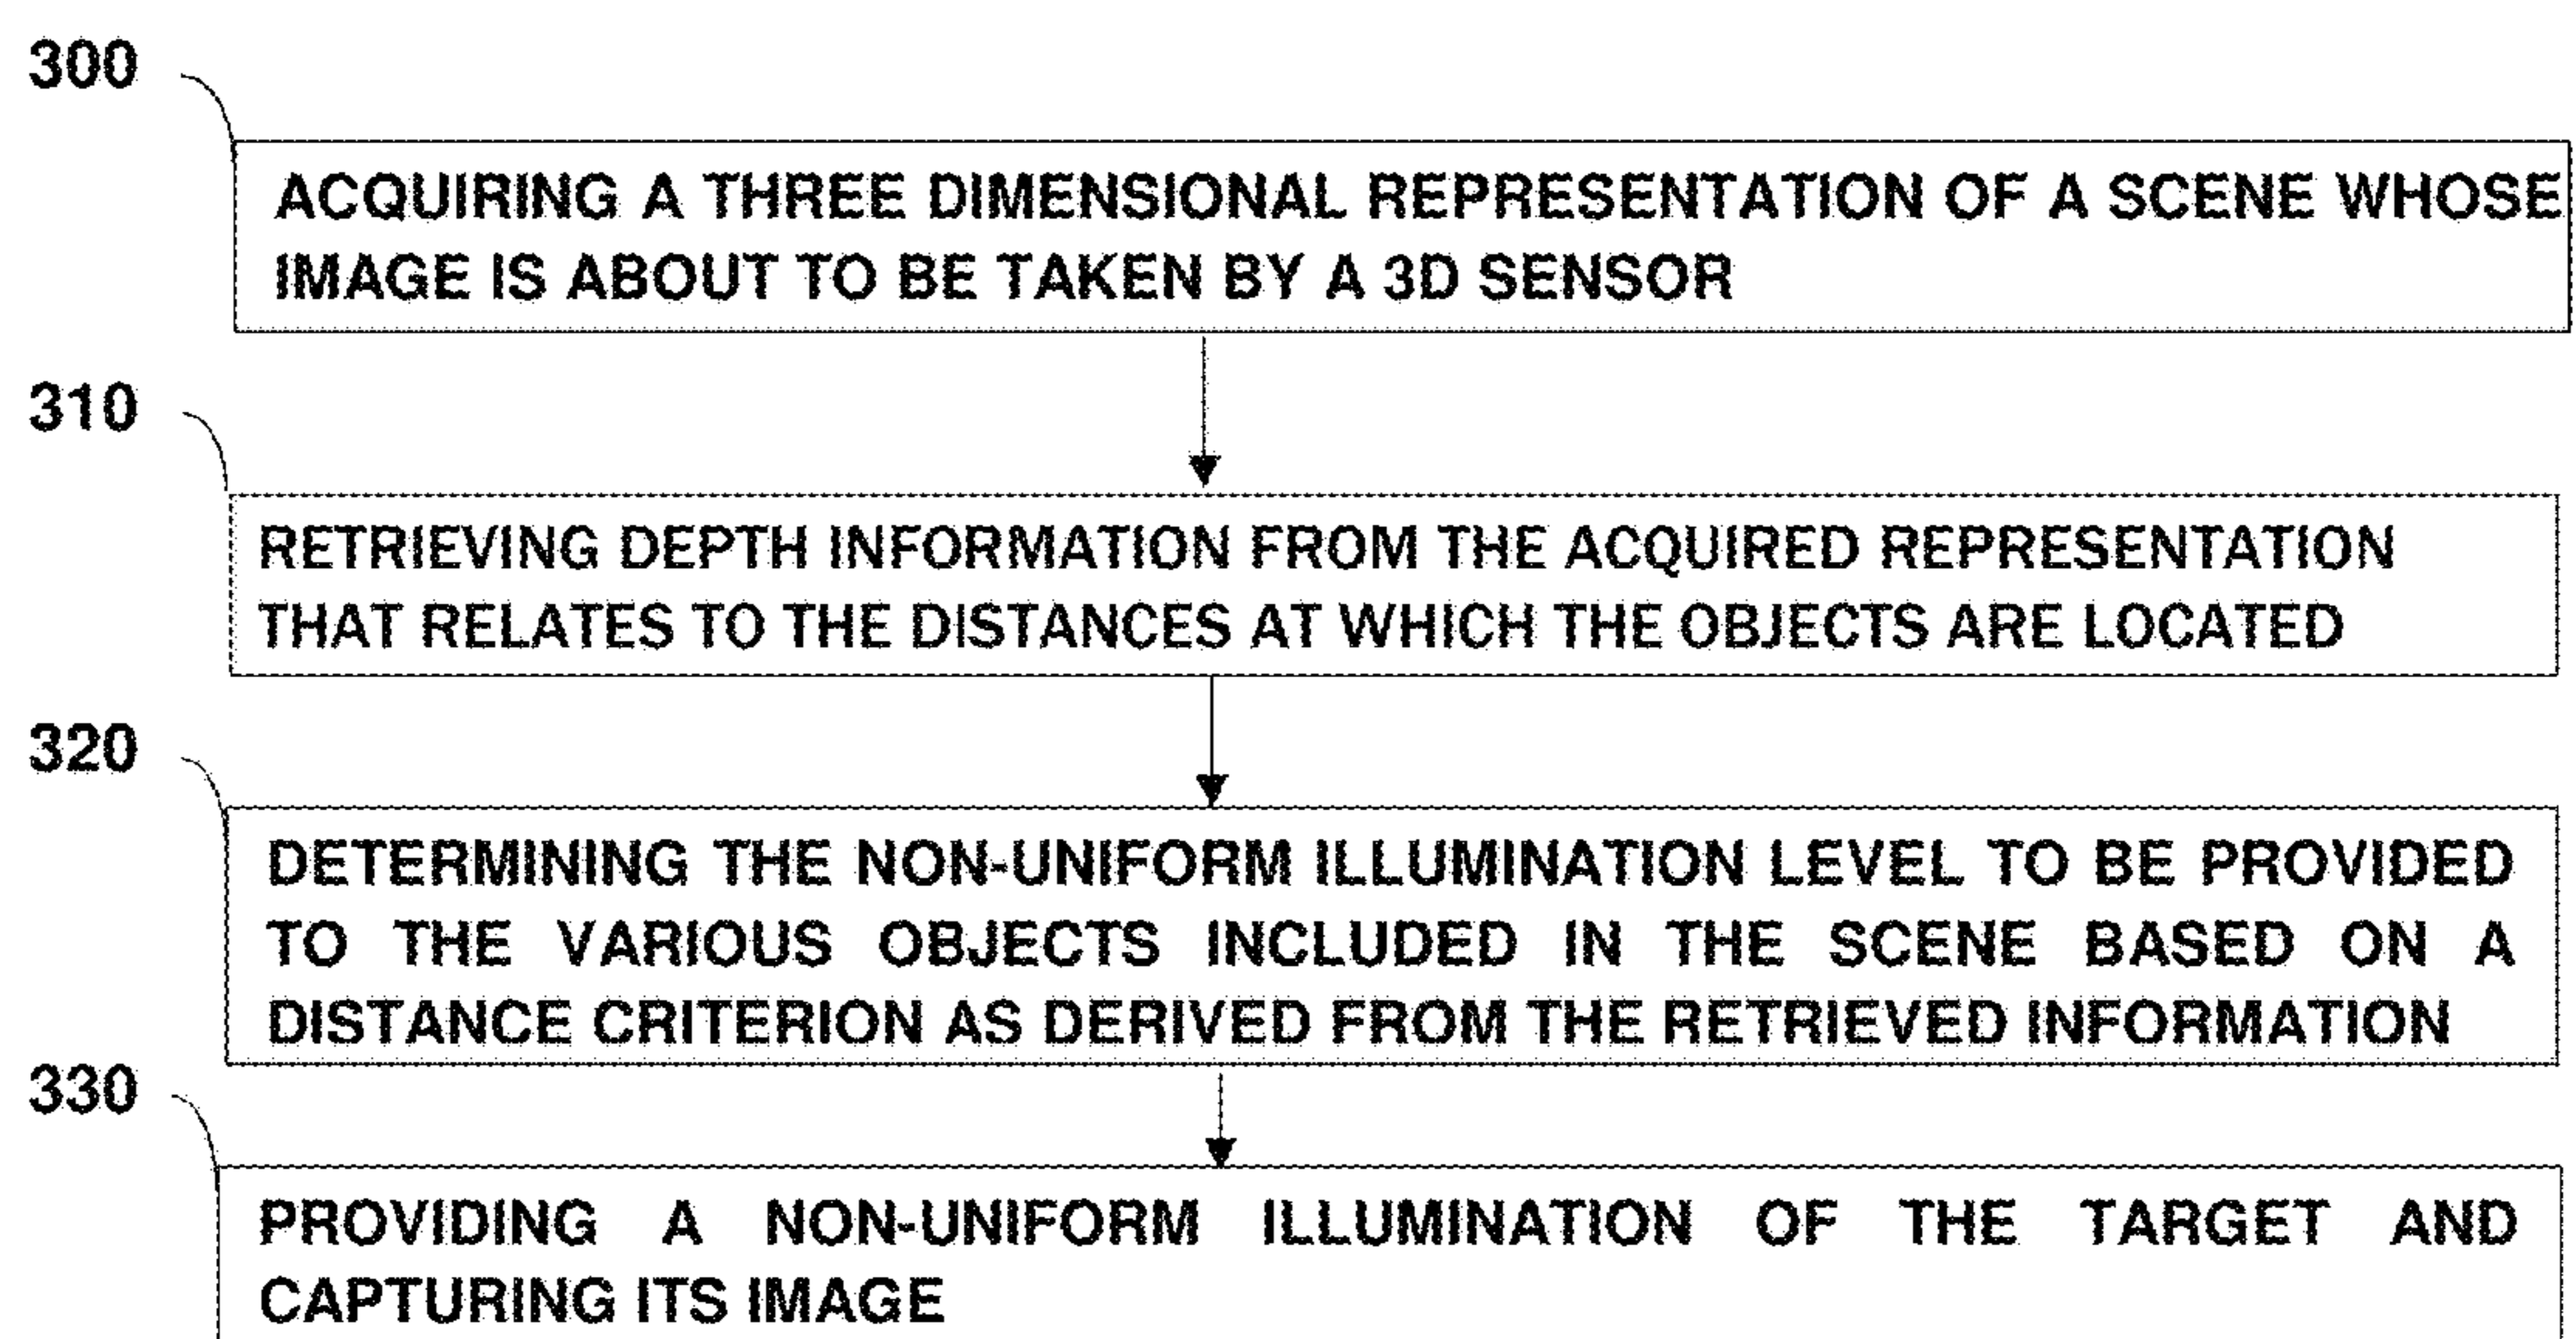 300
ACQUIRING A THREE DIMENSIONAL REPRESENTATION OF A SCENE WHOSE
IMAGE IS ABOUT TO BE TAKEN BY A 3D SENSOR
310
RETRIEVING DEPTH INFORMATION FROM THE ACQUIRED REPRESENTATION
THAT RELATES TO THE DISTANCES AT WHICH THE OBJECTS ARE LOCATED
320
DETERMINING THE NON-UNIFORM ILLUMINATION LEVEL TO BE PROVIDED
TO THE VARIOUS OBJECTS INCLUDED IN THE SCENE BASED ON A
DISTANCE CRITERION AS DERIVED FROM THE RETRIEVED INFORMATION
330
PROVIDING A NON-UNIFORM ILLUMINATION OF THE TARGET AND
CAPTURING ITS IMAGE